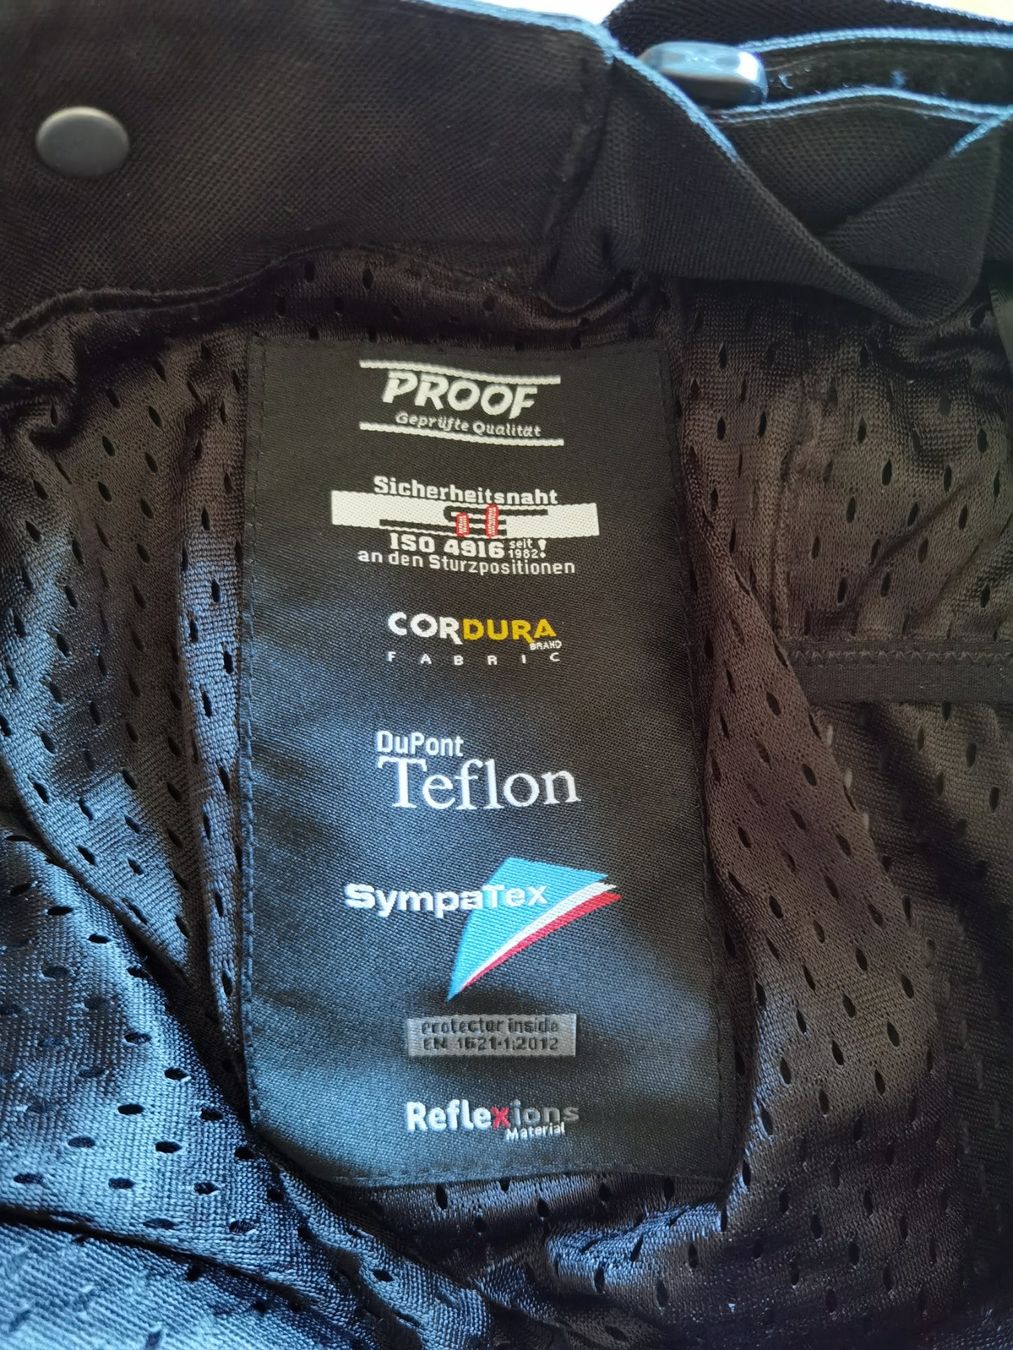 PROOF
Geprüfte Qualität
Sicherheitsnaht
ISO 4916 seit 1982!
an den Sturzpositionen
CORDURA
BRAND
FABRIC
DuPont
Teflon
SympaTex
Protector inside
EN 1621-1:2012
Reflexions
Material